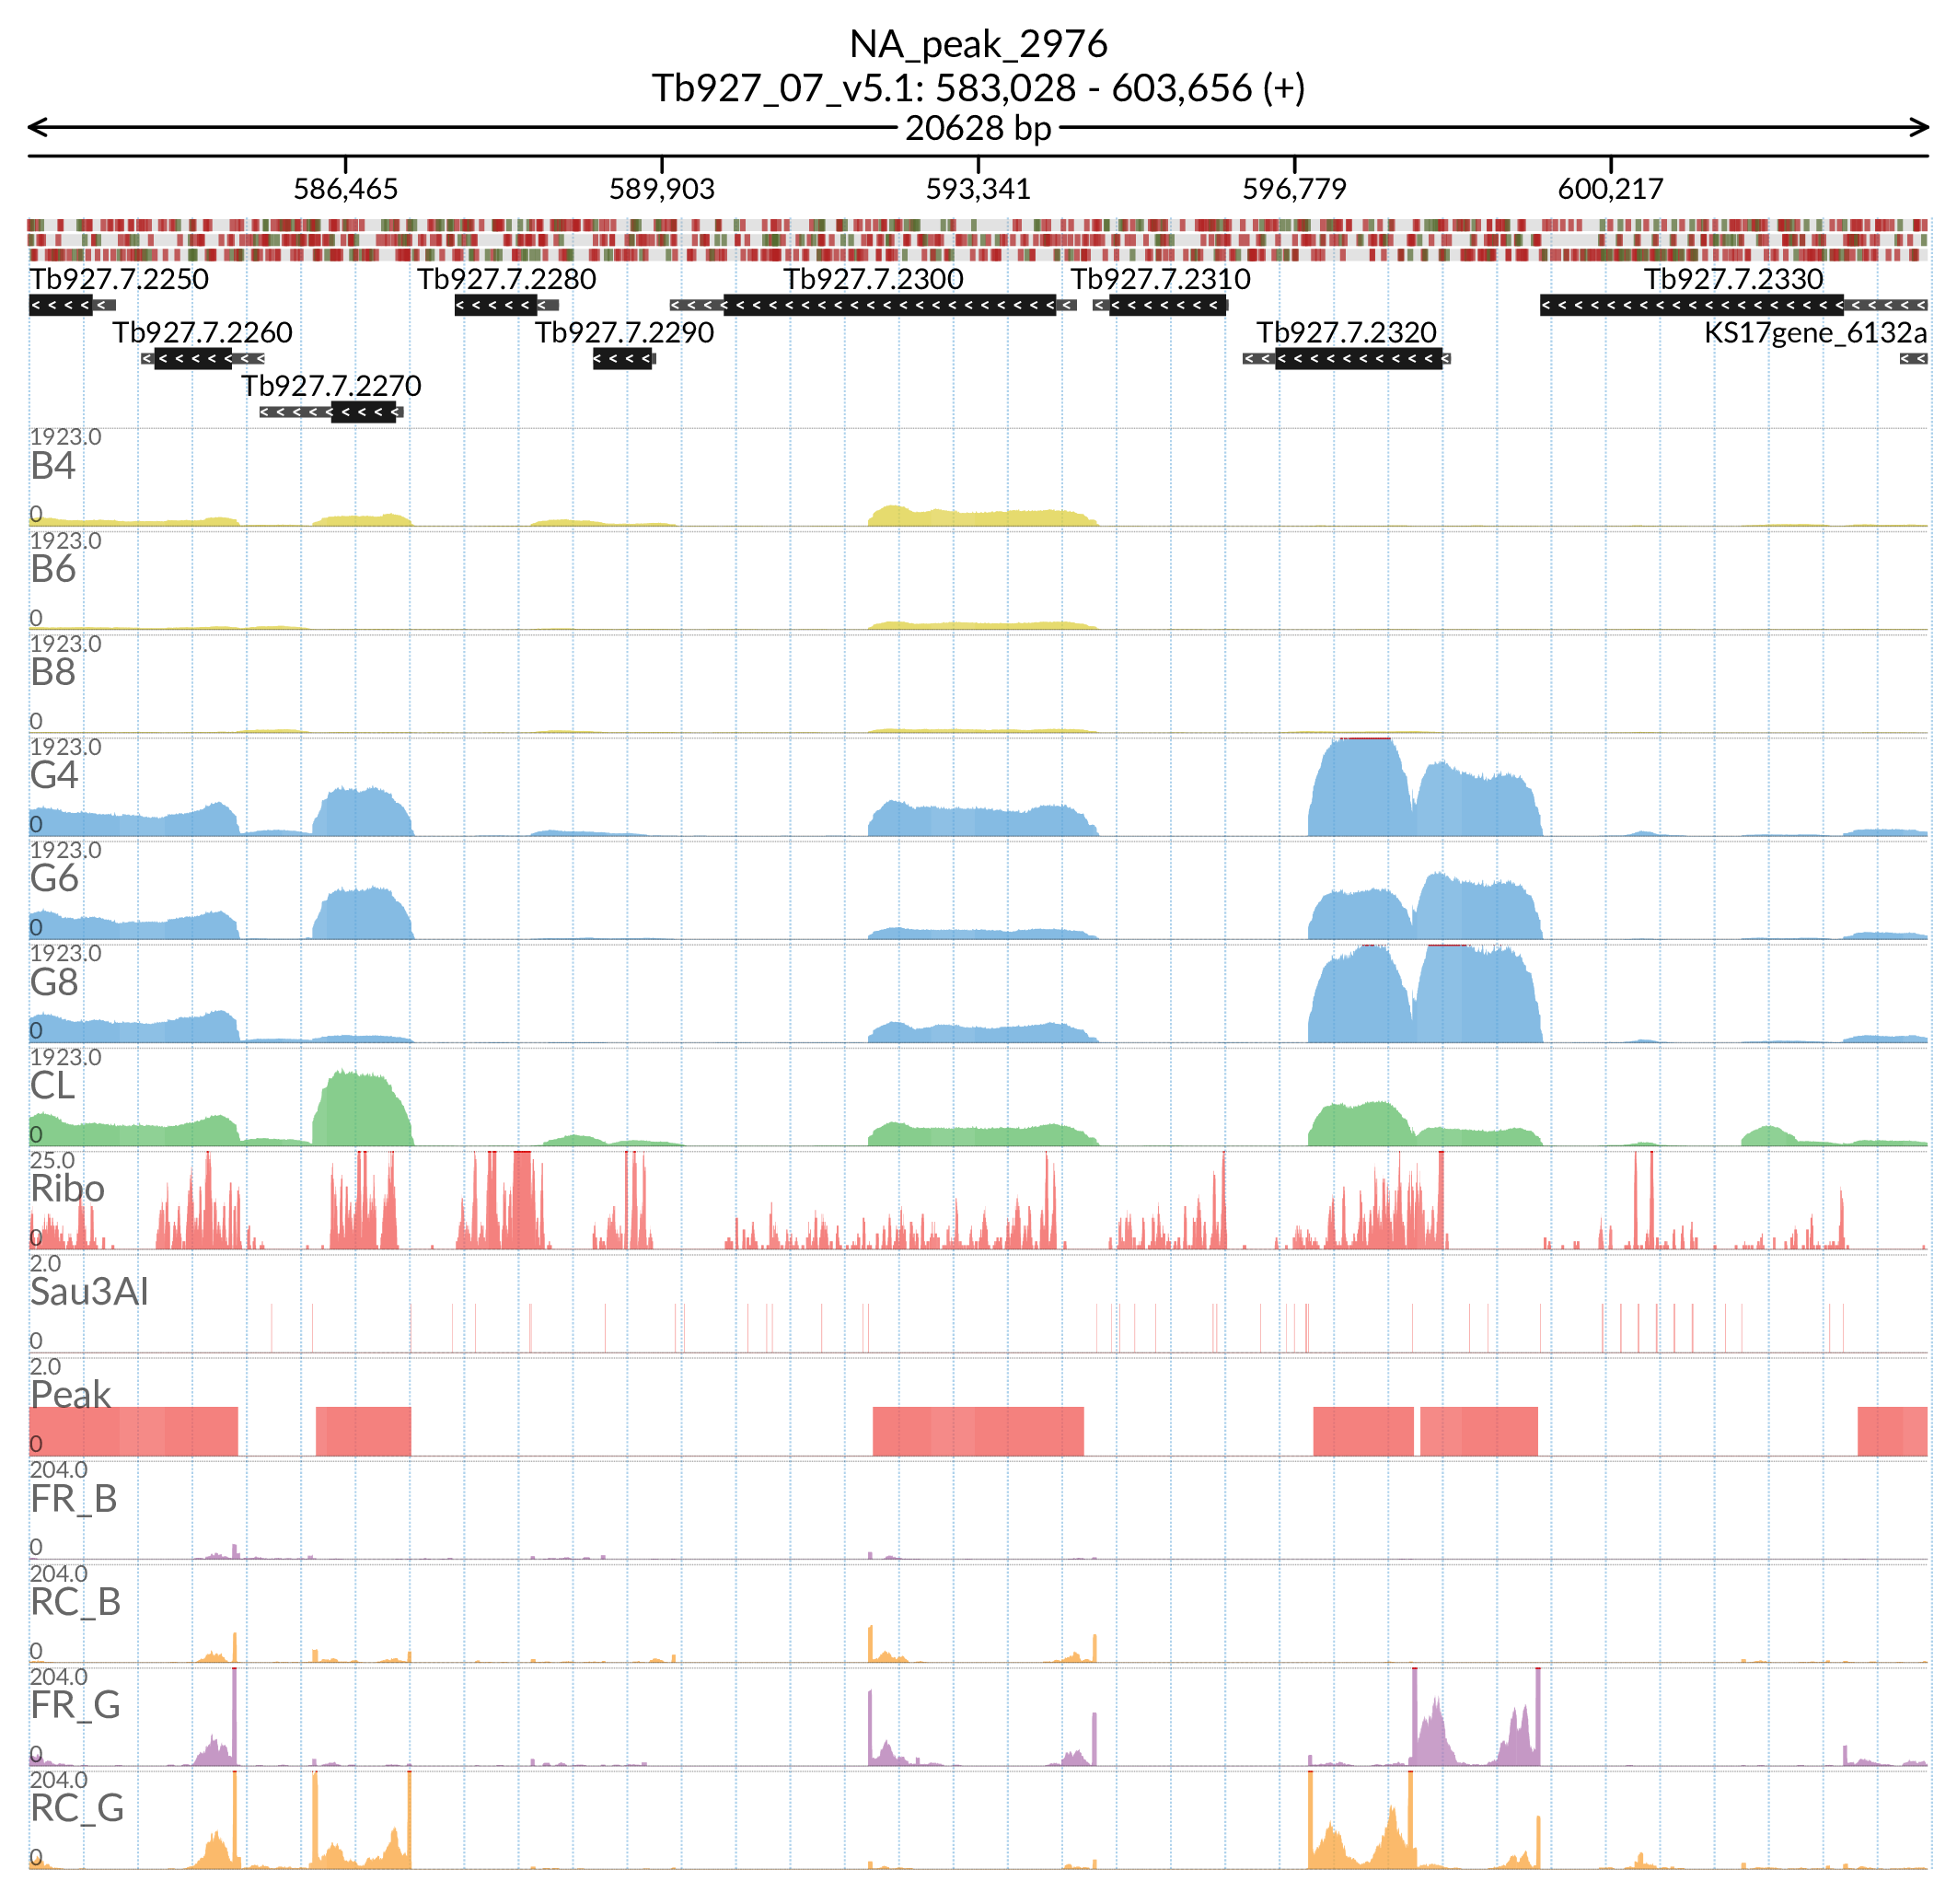 NA_peak_2976
Tb927_07_v5.1: 583,028 - 603,656 (+)
20628 bp
586,465 589,903 593,341 596,779 600,217
Tb927.7.2250 Tb927.7.2280 Tb927.7.2300 Tb927.7.2310 Tb927.7.2330
Tb927.7.2260 Tb927.7.2290 Tb927.7.2320 KS17gene_6132a
Tb927.7.2270
1923.0
B4
0
1923.0
B6
0
1923.0
B8
0
1923.0
G4
0
1923.0
G6
0
1923.0
G8
0
1923.0
CL
0
25.0
Ribo
0
2.0
Sau3AI
0
2.0
Peak
0
204.0
FR_B
0
204.0
RC_B
0
204.0
FR_G
0
204.0
RC_G
0